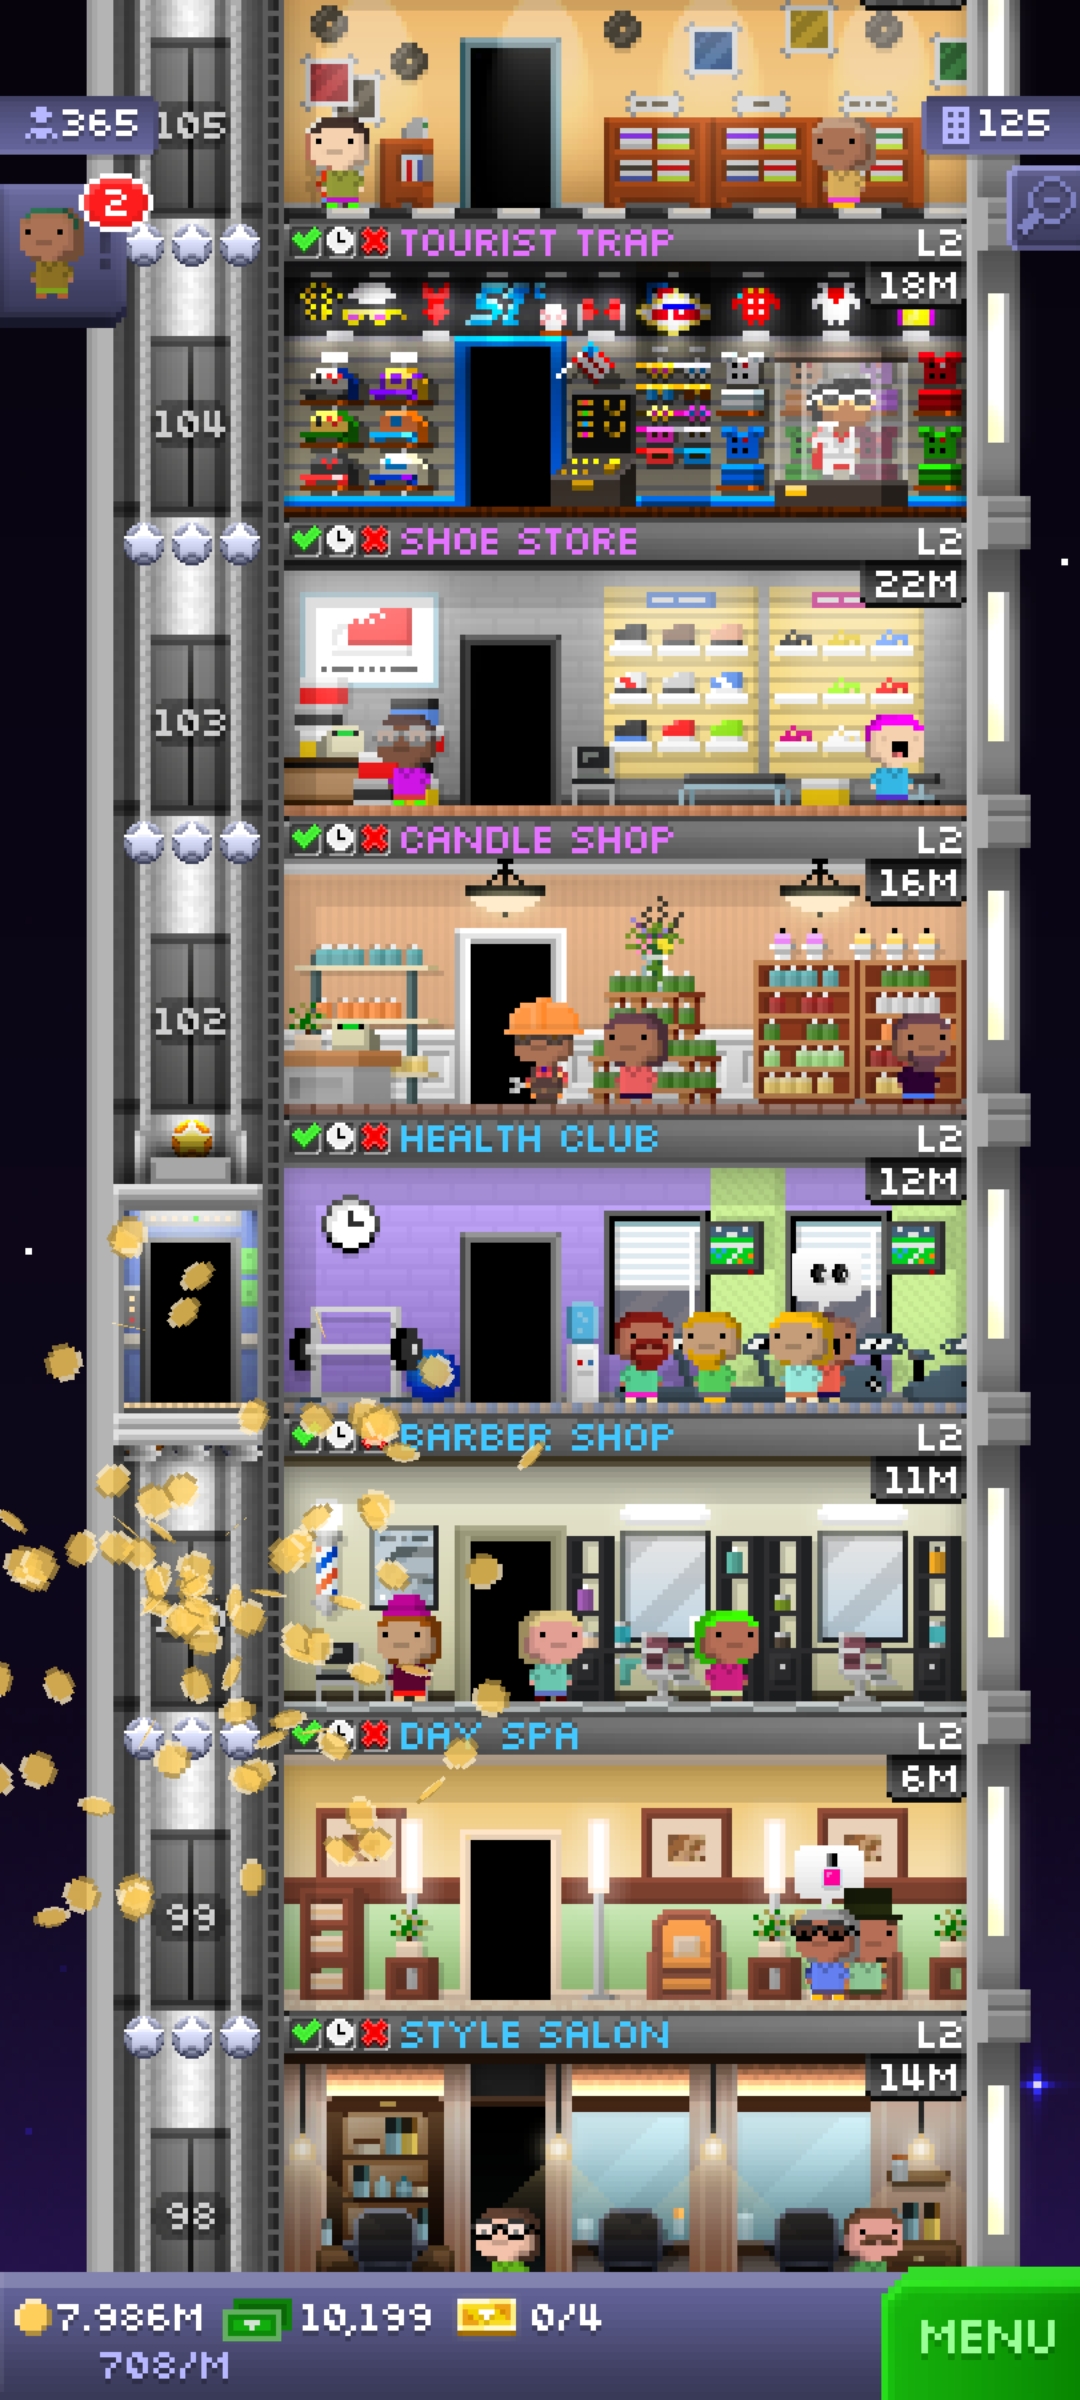 105
365
125
2
TOURIST TRAP L2
18M
104
SHOE STORE L2
22M
103
CANDLE SHOP L2
16M
102
HEALTH CLUB L2
12M
BARBER SHOP L2
11M
DAY SPA L2
6M
99
STYLE SALON L2
14M
98
7.986M 10,199 0/4
708/M
MENU